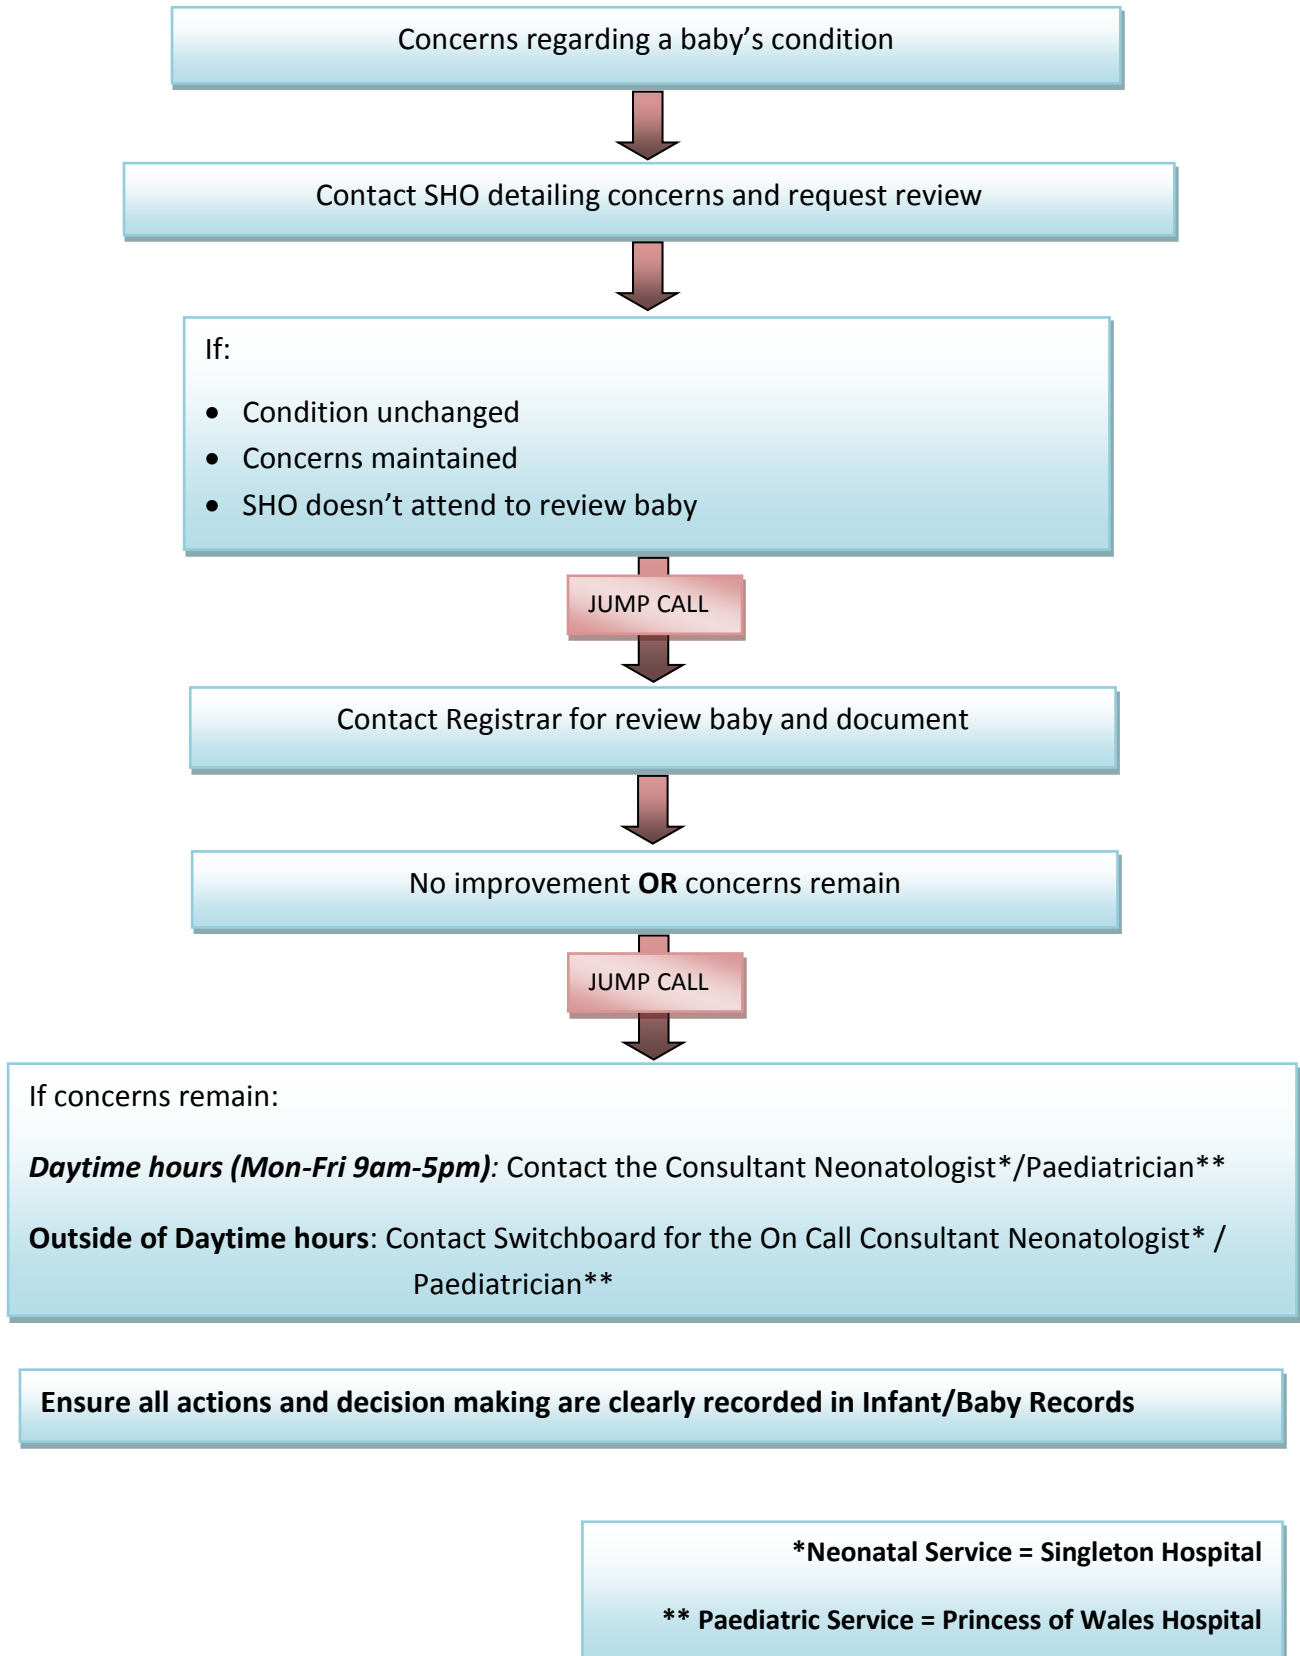 Concerns regarding a baby’s condition
Contact SHO detailing concerns and request review
If:
• Condition unchanged
• Concerns maintained
• SHO doesn’t attend to review baby
JUMP CALL
Contact Registrar for review baby and document
No improvement OR concerns remain
JUMP CALL
If concerns remain:
Daytime hours (Mon-Fri 9am-5pm): Contact the Consultant Neonatologist*/Paediatrician**
Outside of Daytime hours: Contact Switchboard for the On Call Consultant Neonatologist* /
Paediatrician**
Ensure all actions and decision making are clearly recorded in Infant/Baby Records
*Neonatal Service = Singleton Hospital
** Paediatric Service = Princess of Wales Hospital